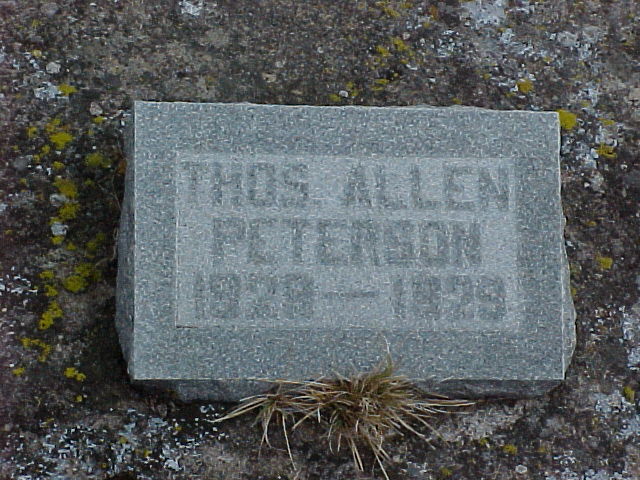 THOS. ALLEN
PETERSON
1929 — 1929